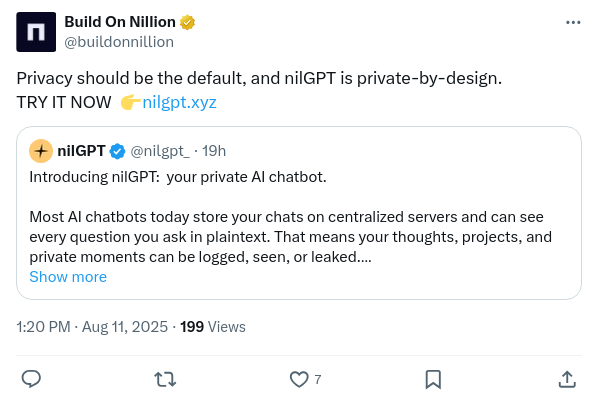 Build On Nillion
@buildonnillion
Privacy should be the default, and nilGPT is private-by-design.
TRY IT NOW 👉nilgpt.xyz
nilGPT @nilgpt_ · 19h
Introducing nilGPT: your private AI chatbot.
Most AI chatbots today store your chats on centralized servers and can see
every question you ask in plaintext. That means your thoughts, projects, and
private moments can be logged, seen, or leaked....
Show more
1:20 PM · Aug 11, 2025 · 199 Views
7